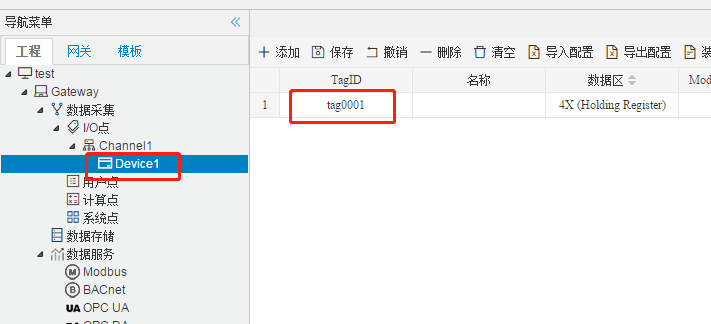 导航菜单
工程 网关 模板
test
Gateway
数据采集
I/O点
Channel1
Device1
用户点
计算点
系统点
数据存储
数据服务
Modbus
BACnet
UA OPC UA
添加 保存 撤销 删除 清空 导入配置 导出配置
TagID 名称 数据区 Mod
1 tag0001 4X (Holding Register)